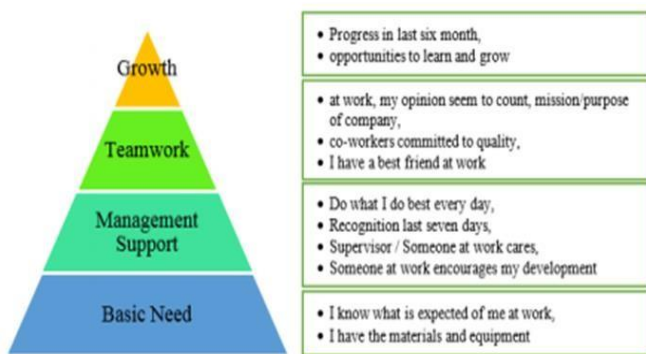 Growth
• Progress in last six month,
• opportunities to learn and grow
Teamwork
• at work, my opinion seem to count, mission/purpose
of company,
• co-workers committed to quality,
• I have a best friend at work
Management
Support
• Do what I do best every day,
• Recognition last seven days,
• Supervisor / Someone at work cares,
• Someone at work encourages my development
Basic Need
• I know what is expected of me at work,
• I have the materials and equipment